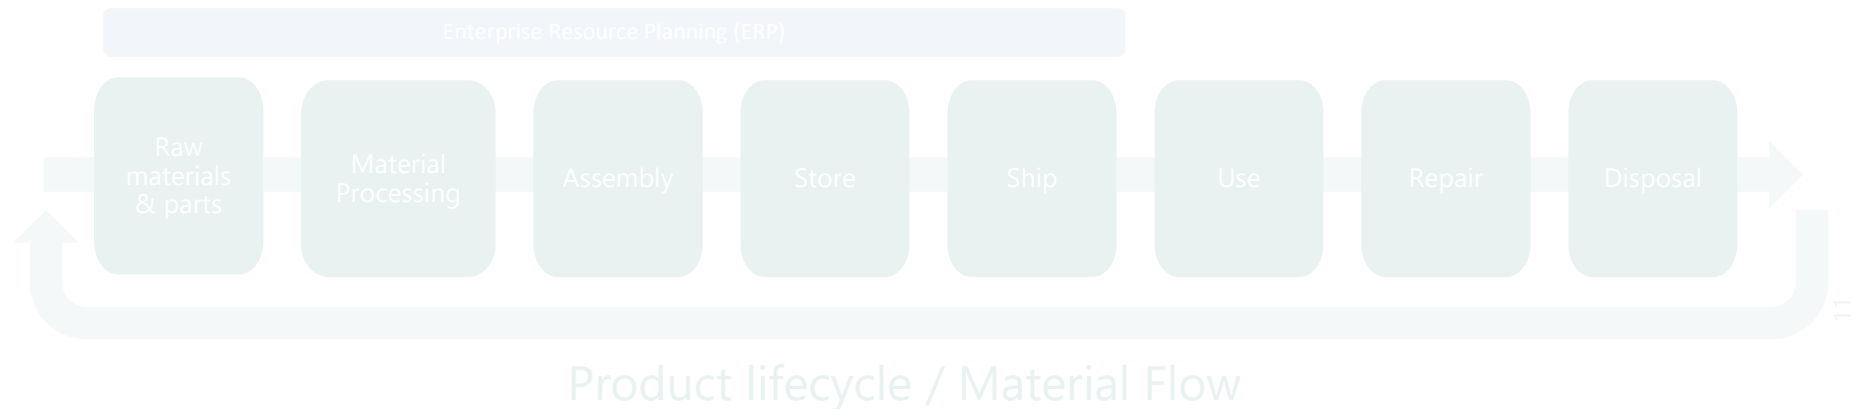 Enterprise Resource Planning (ERP)
Raw
materials
& parts
Material
Processing
Assembly
Store
Ship
Use
Repair
Disposal
11
Product lifecycle / Material Flow